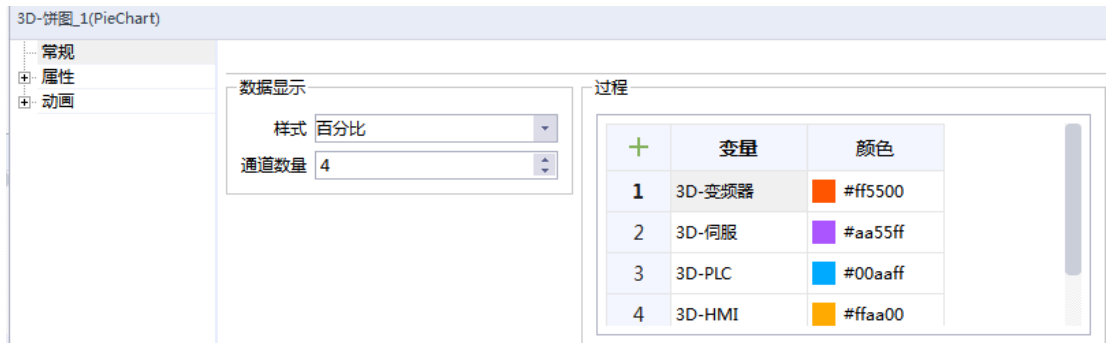 3D-饼图_1(PieChart)
常规
属性
动画
数据显示
样式 百分比
通道数量 4
过程
变量 颜色
1 3D-变频器 #ff5500
2 3D-伺服 #aa55ff
3 3D-PLC #00aaff
4 3D-HMI #ffaa00